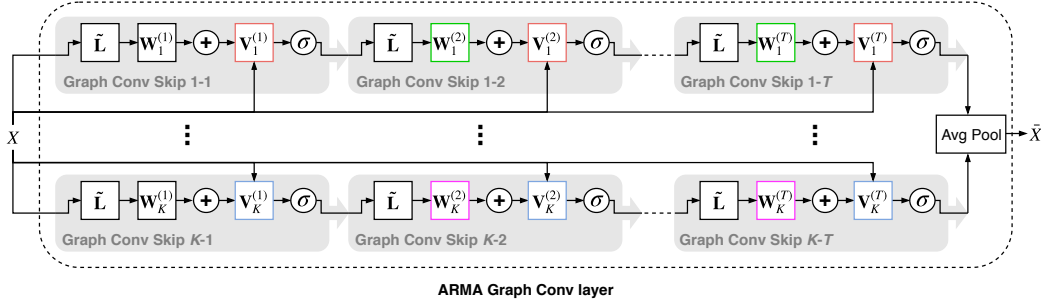 L̃ W₁⁽¹⁾ + V₁⁽¹⁾ σ L̃ W₁⁽²⁾ + V₁⁽²⁾ σ L̃ W₁⁽ᵀ⁾ + V₁⁽ᵀ⁾ σ
Graph Conv Skip 1-1 Graph Conv Skip 1-2 Graph Conv Skip 1-T
X Avg Pool X̄
L̃ W_K⁽¹⁾ + V_K⁽¹⁾ σ L̃ W_K⁽²⁾ + V_K⁽²⁾ σ L̃ W_K⁽ᵀ⁾ + V_K⁽ᵀ⁾ σ
Graph Conv Skip K-1 Graph Conv Skip K-2 Graph Conv Skip K-T
ARMA Graph Conv layer